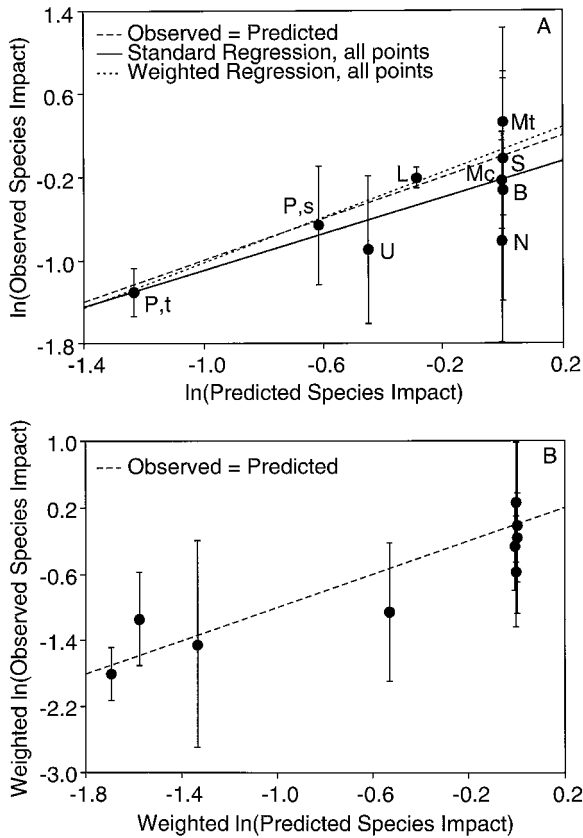 A
Observed = Predicted
Standard Regression, all points
Weighted Regression, all points
1.4
0.6
-0.2
-1.0
-1.8
ln(Observed Species Impact)
Mt
S
Mc
B
N
L
P,s
U
P,t
-1.4
-1.0
-0.6
-0.2
0.2
ln(Predicted Species Impact)
B
Observed = Predicted
1.0
0.2
-0.6
-1.4
-2.2
-3.0
Weighted ln(Observed Species Impact)
-1.8
-1.4
-1.0
-0.6
-0.2
0.2
Weighted ln(Predicted Species Impact)